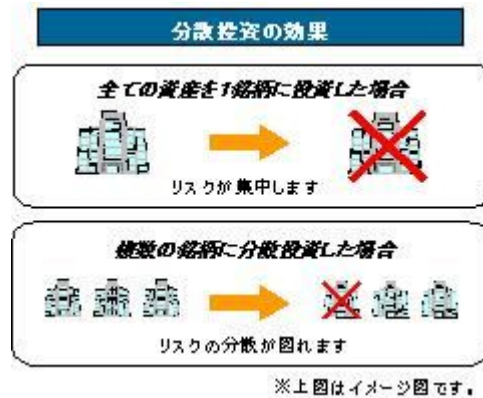 分散投資の効果
全ての資産を1銘柄に投資した場合
リスクが集中します
複数の銘柄に分散投資した場合
リスクの分散が図れます
※上図はイメージ図です。